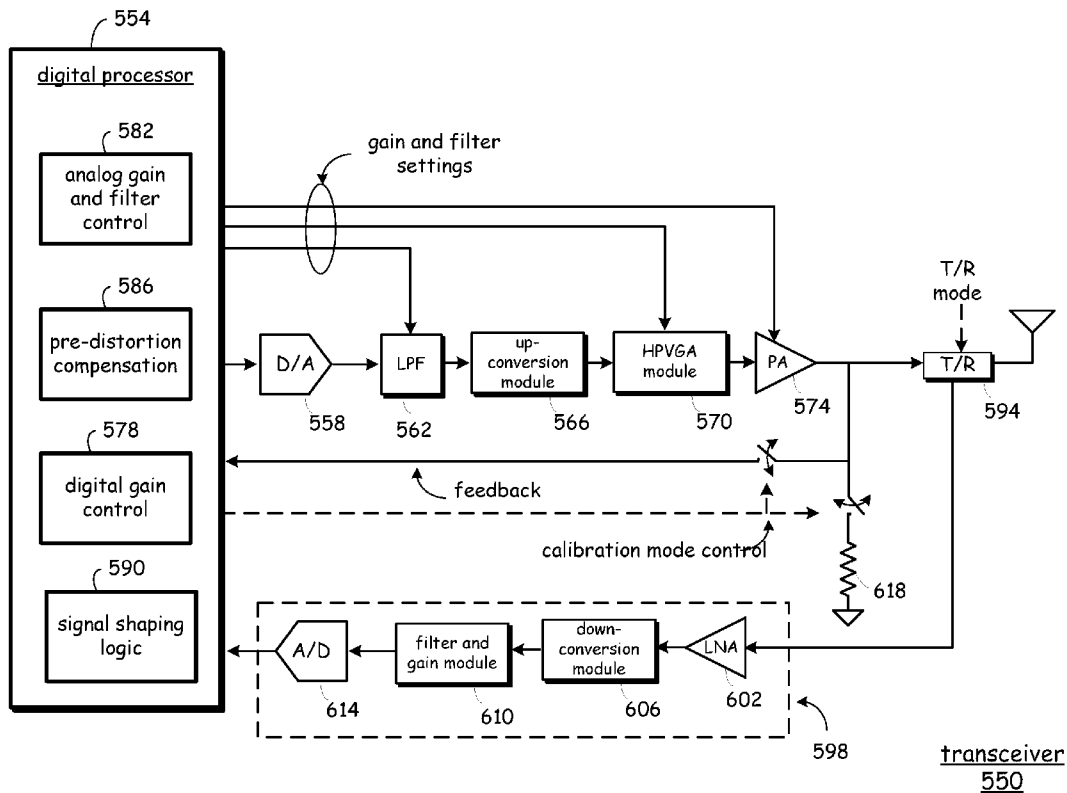 554
digital processor
582
analog gain
and filter
control
gain and filter
settings
586
pre-distortion
compensation
D/A
558
LPF
562
up-
conversion
module
566
HPVGA
module
570
PA
574
T/R
mode
T/R
594
578
digital gain
control
feedback
calibration mode control
618
590
signal shaping
logic
A/D
614
filter and
gain module
610
down-
conversion
module
606
LNA
602
598
transceiver
550